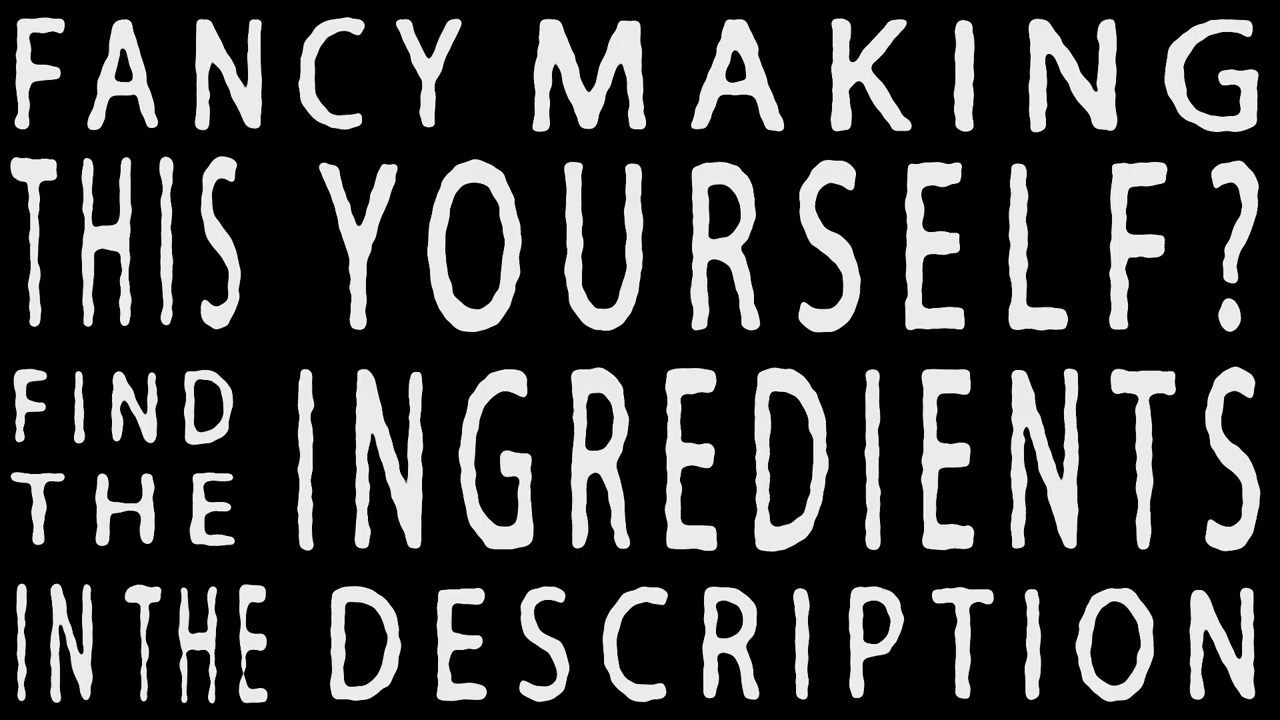 FANCY MAKING
THIS YOURSELF?
FIND THE INGREDIENTS
IN THE DESCRIPTION